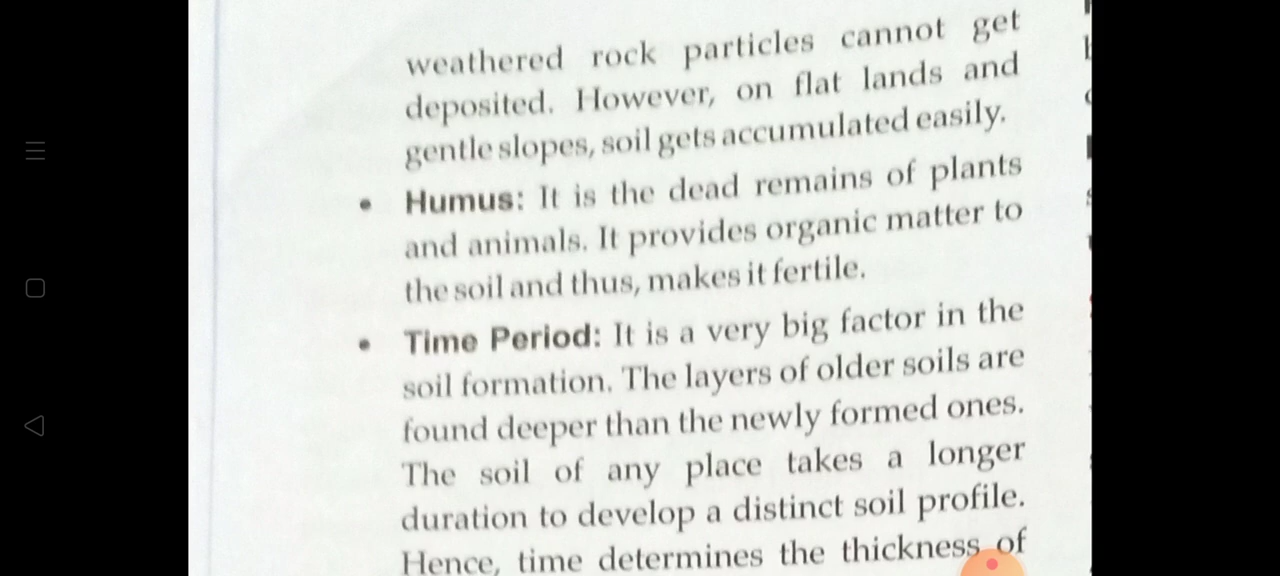 weathered rock particles cannot get
deposited. However, on flat lands and
gentle slopes, soil gets accumulated easily.
• Humus: It is the dead remains of plants
and animals. It provides organic matter to
the soil and thus, makes it fertile.
• Time Period: It is a very big factor in the
soil formation. The layers of older soils are
found deeper than the newly formed ones.
The soil of any place takes a longer
duration to develop a distinct soil profile.
Hence, time determines the thickness of